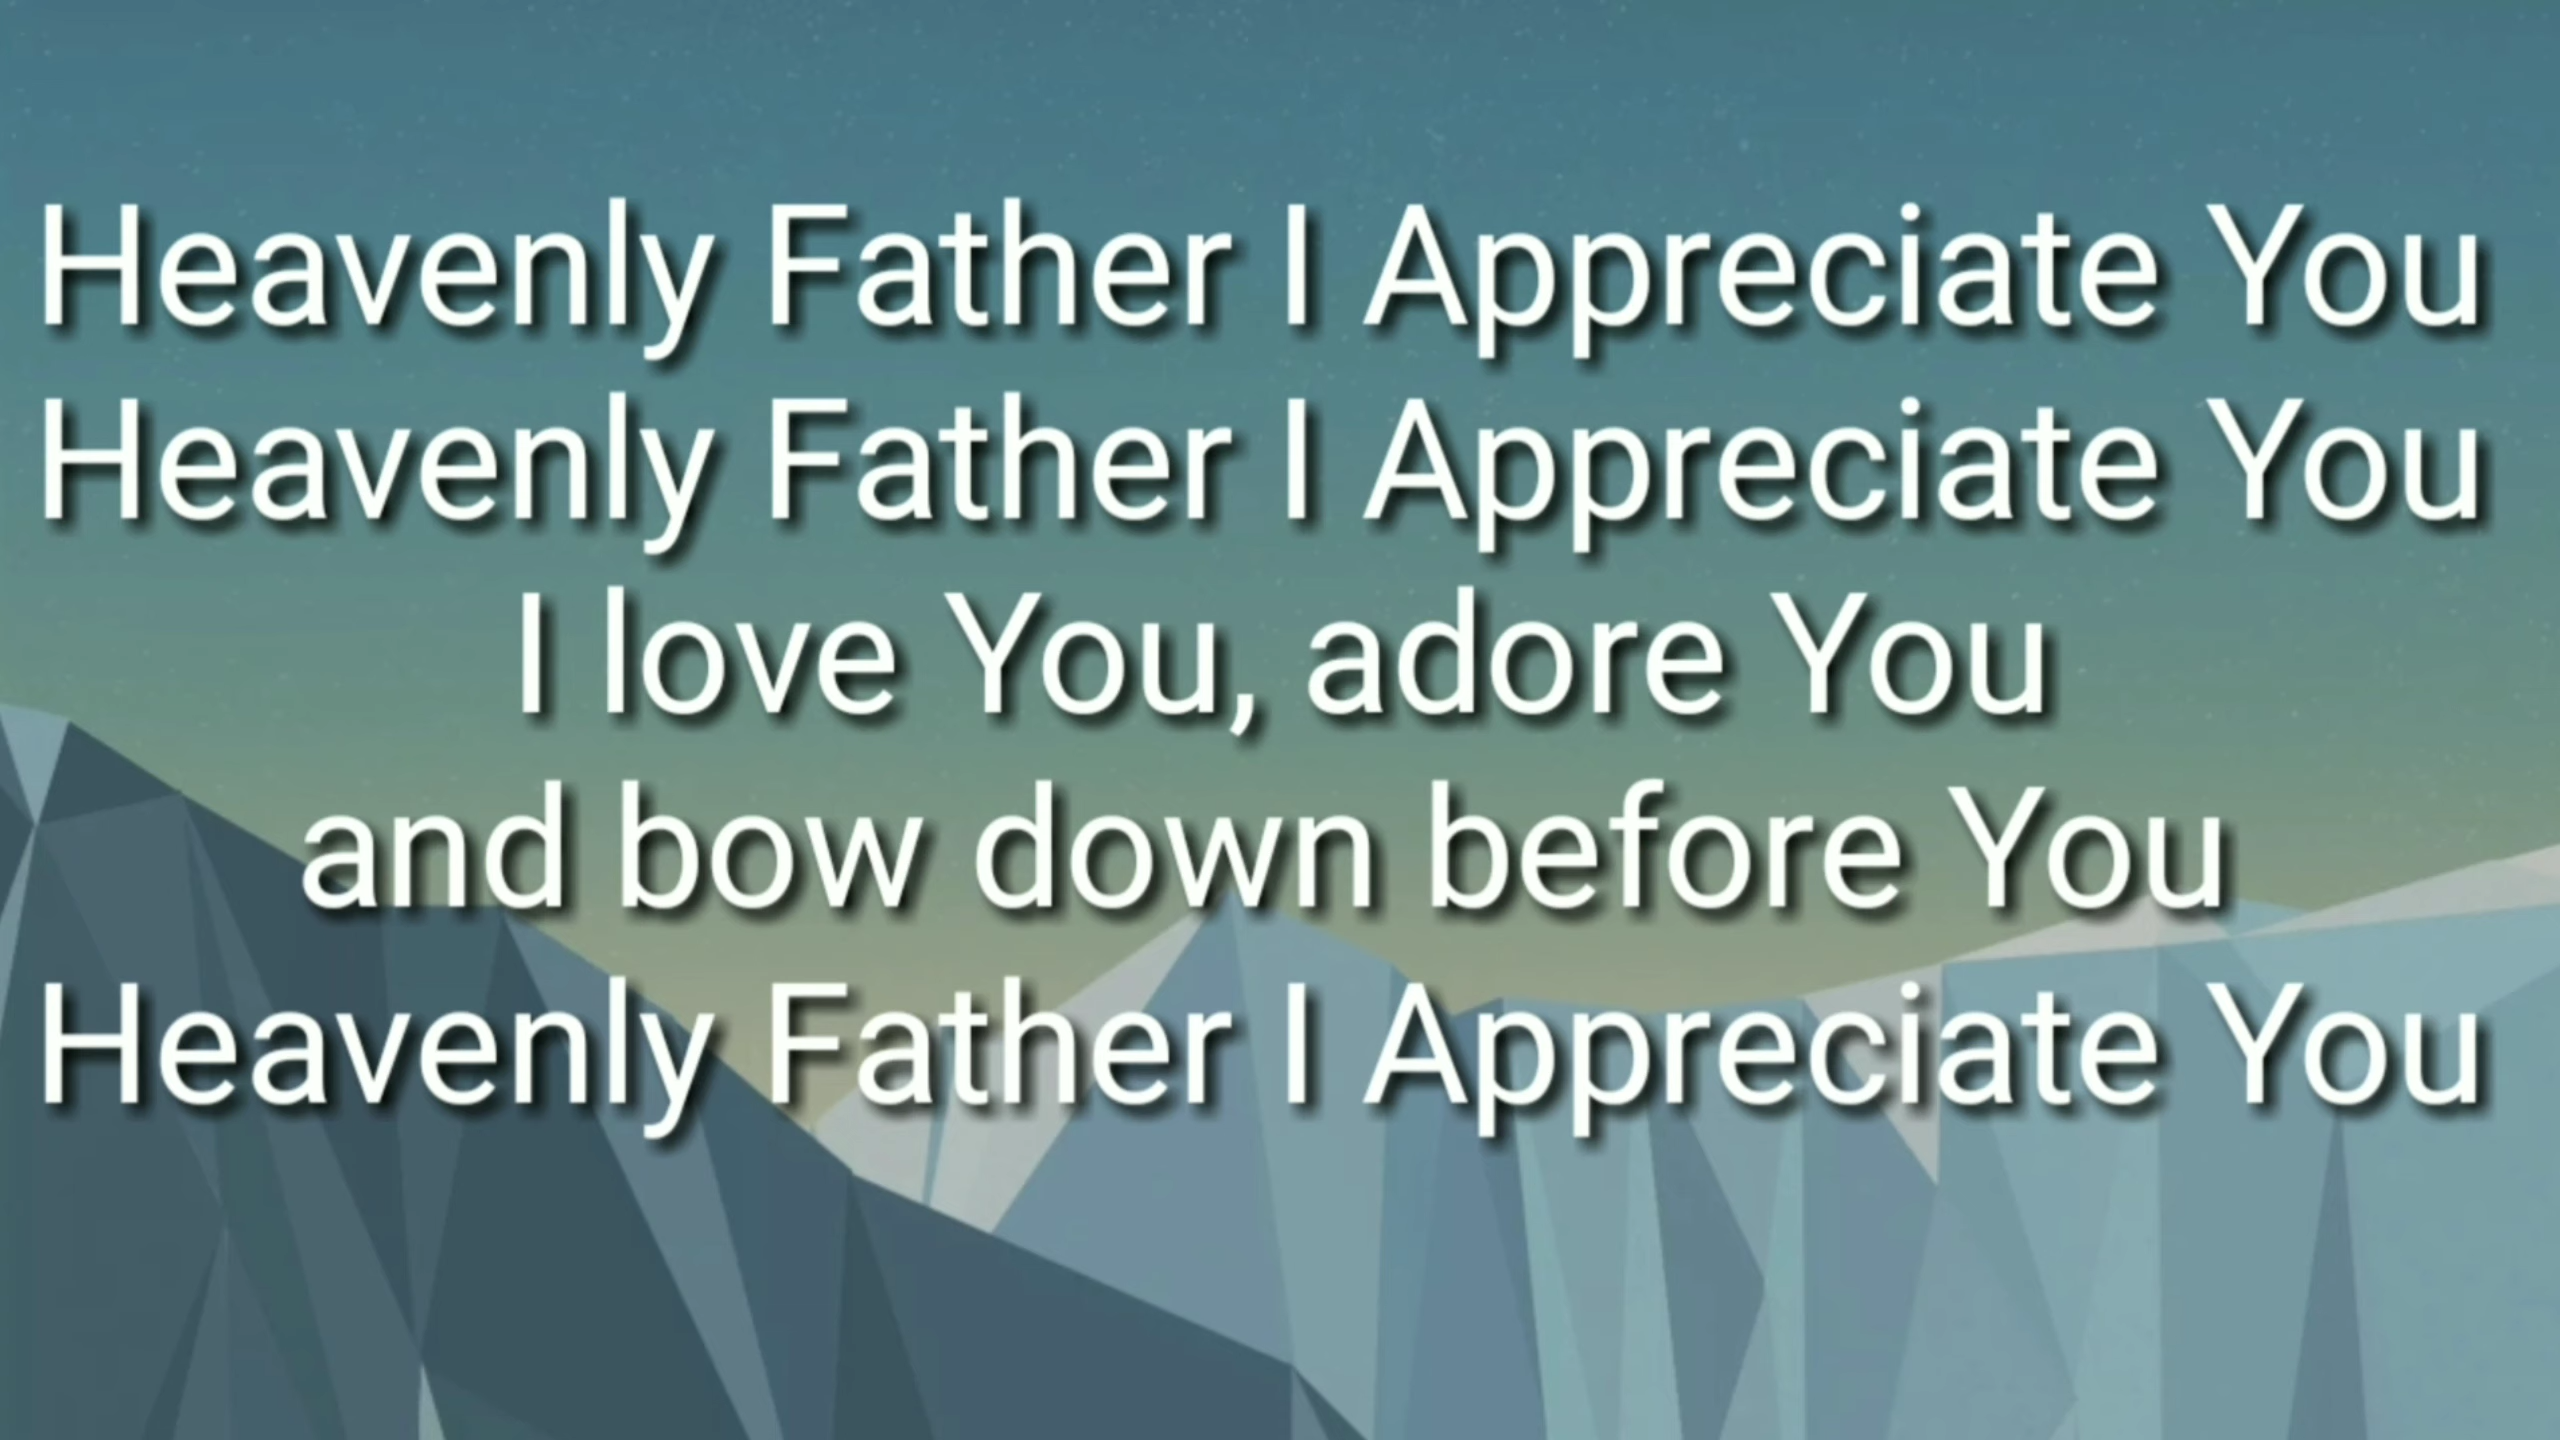 Heavenly Father I Appreciate You
Heavenly Father I Appreciate You
I love You, adore You
and bow down before You
Heavenly Father I Appreciate You